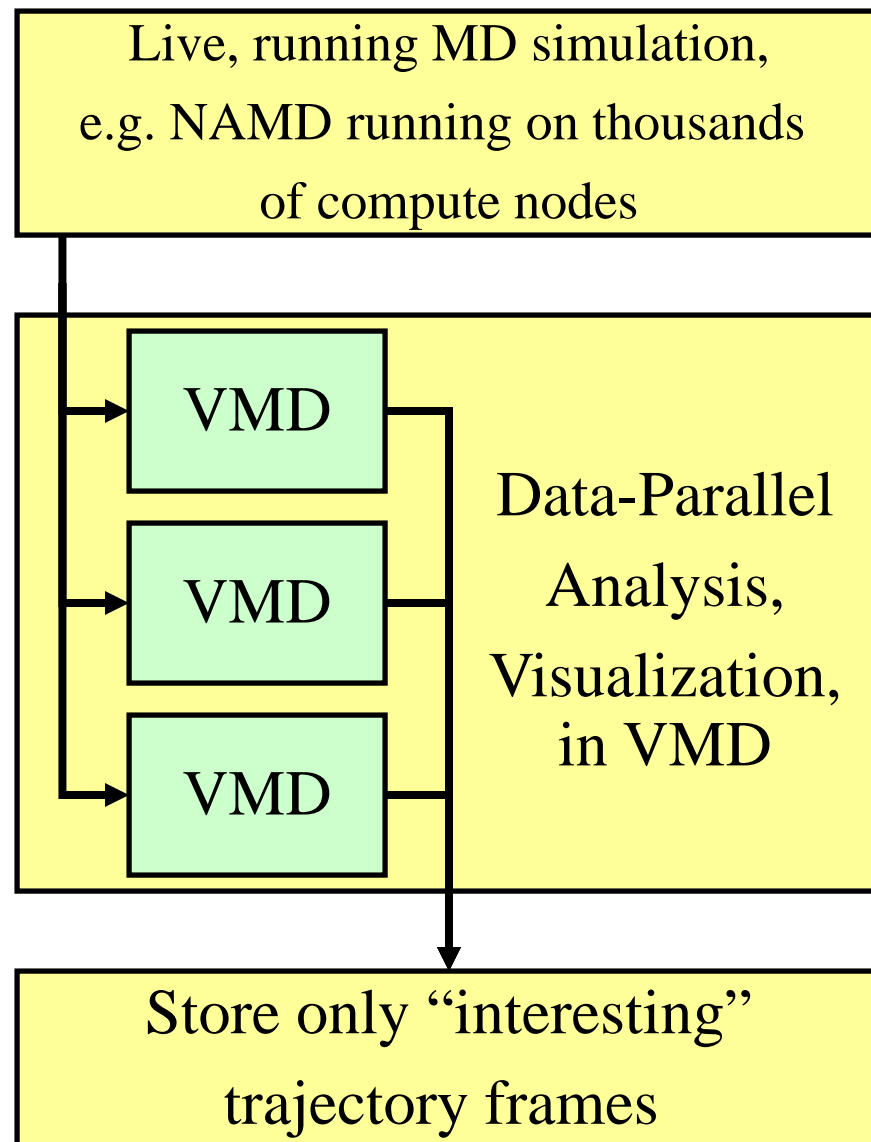 Live, running MD simulation,
e.g. NAMD running on thousands
of compute nodes
VMD
VMD
VMD
Data-Parallel
Analysis,
Visualization,
in VMD
Store only “interesting”
trajectory frames